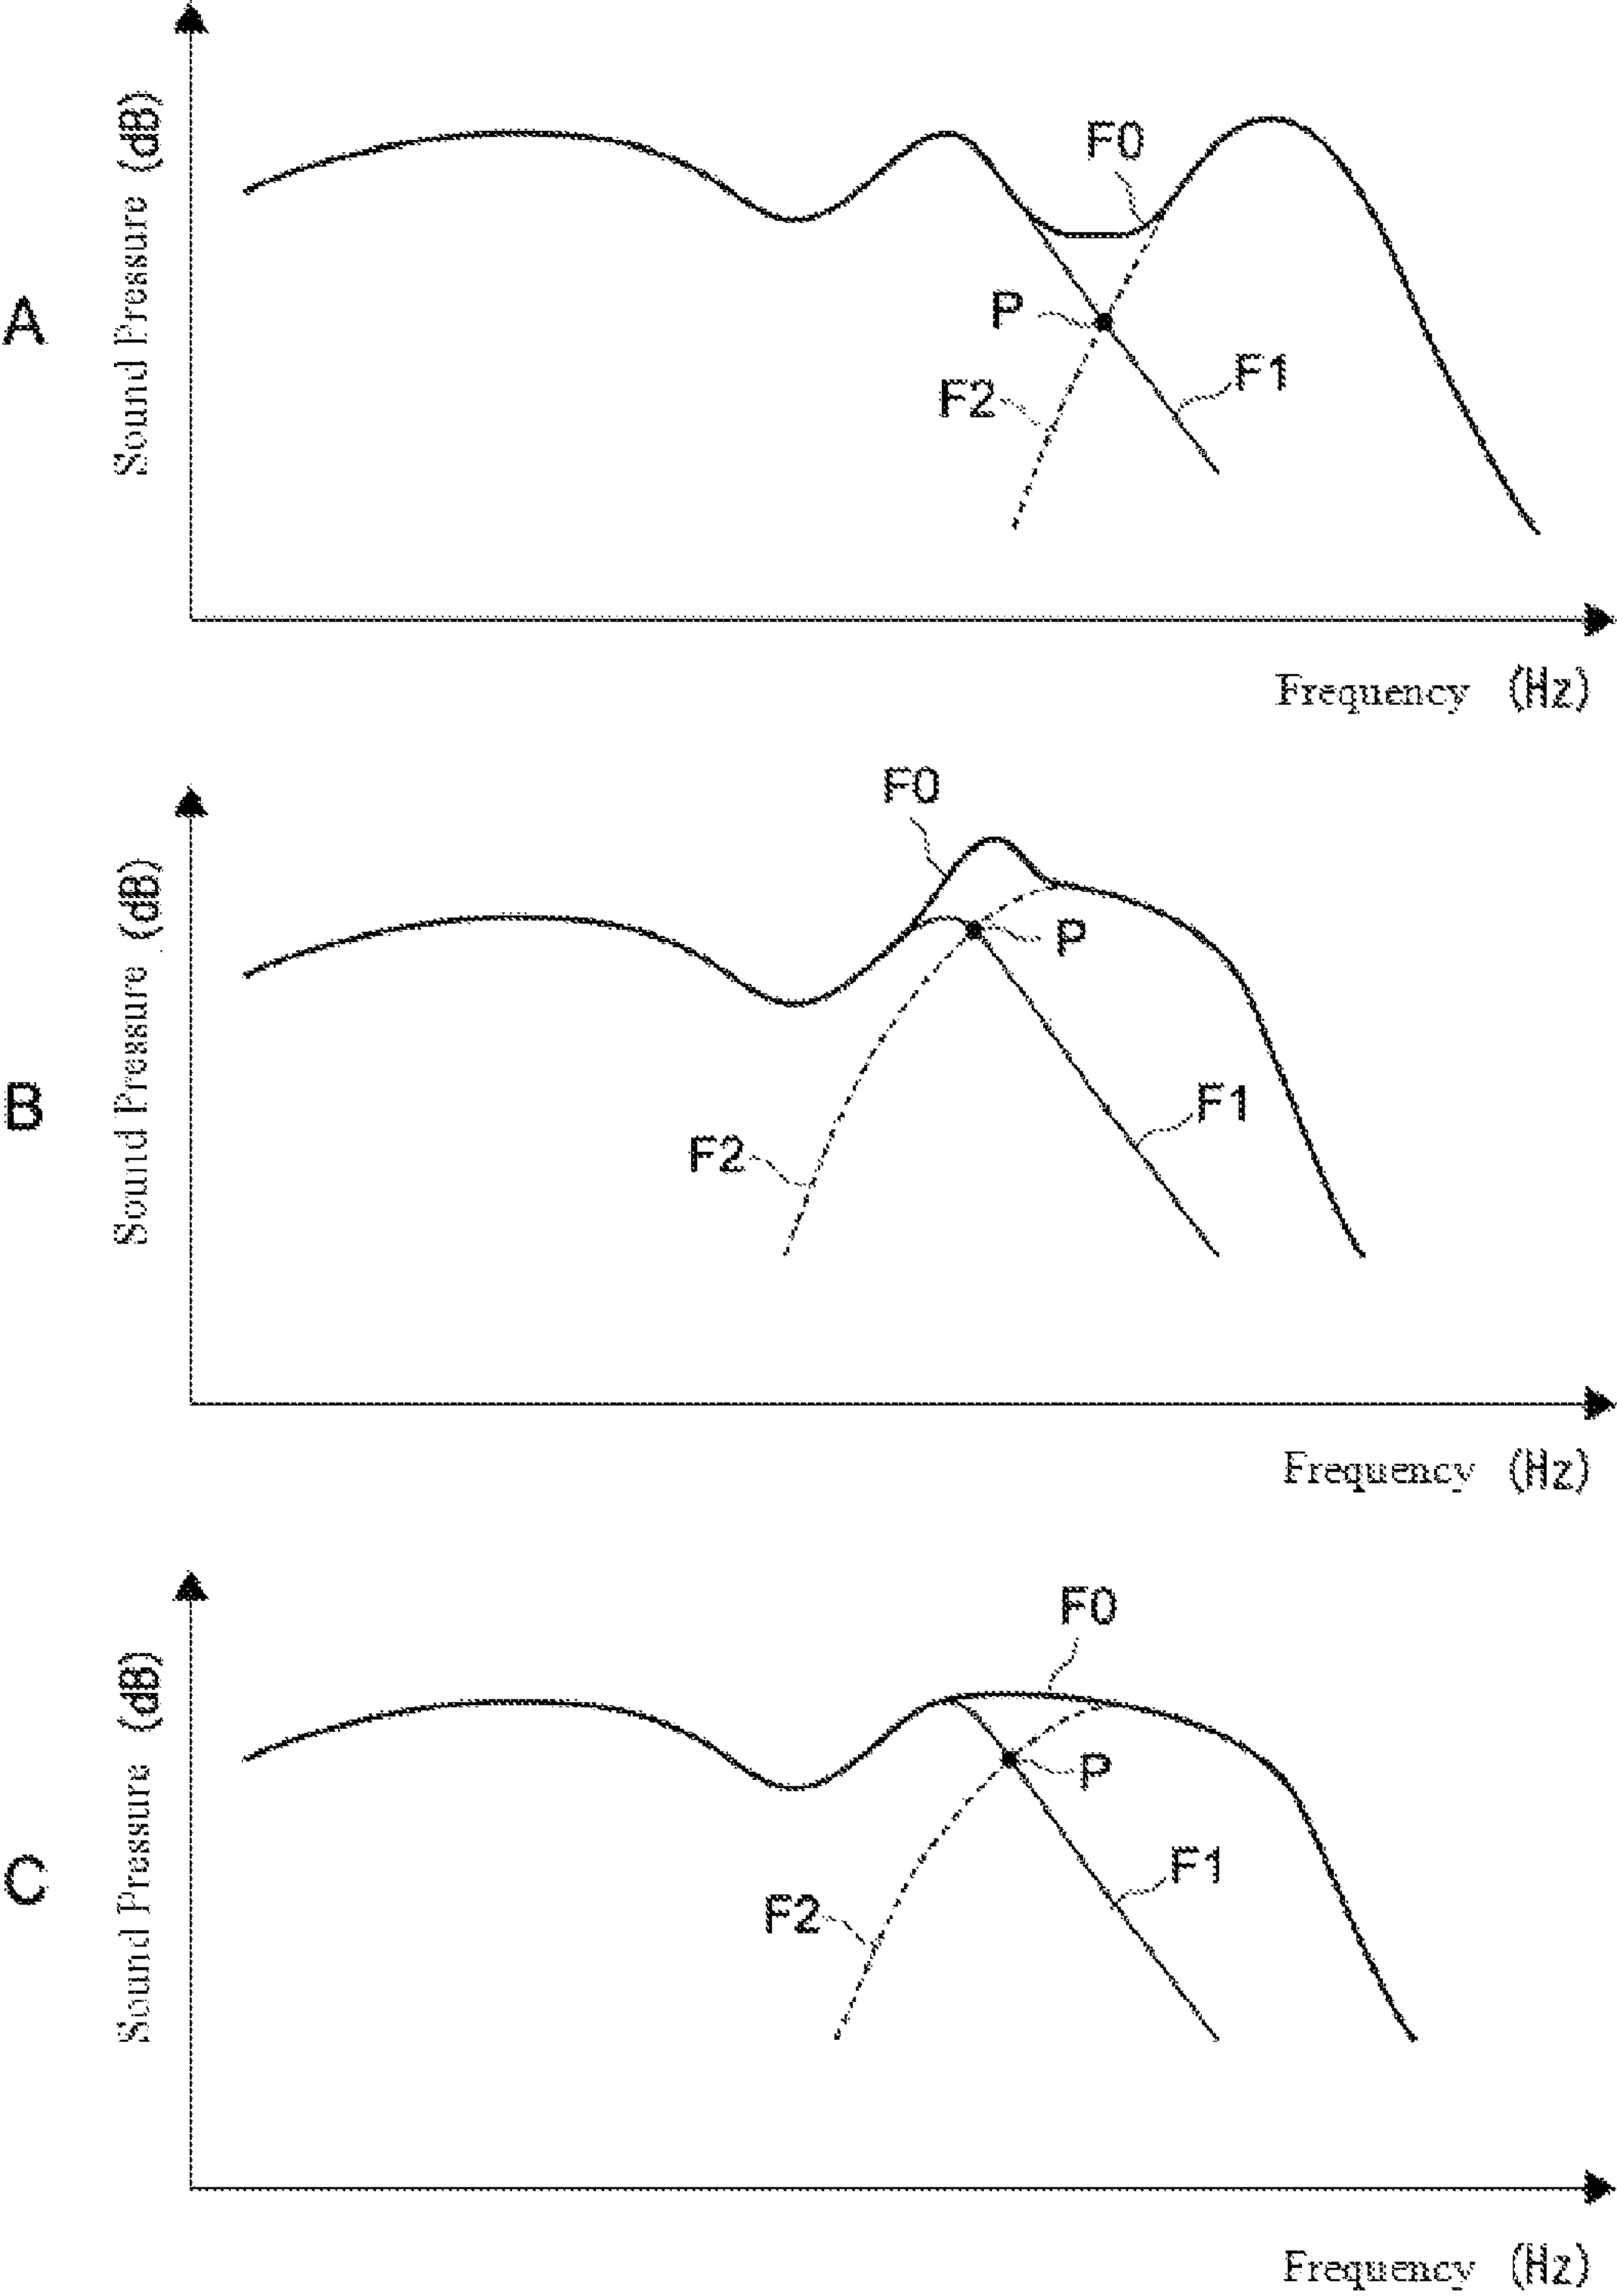 A
Sound Pressure (dB)
F0
P
F2
F1
Frequency (Hz)
B
Sound Pressure (dB)
F0
P
F1
F2
Frequency (Hz)
C
Sound Pressure (dB)
F0
P
F1
F2
Frequency (Hz)